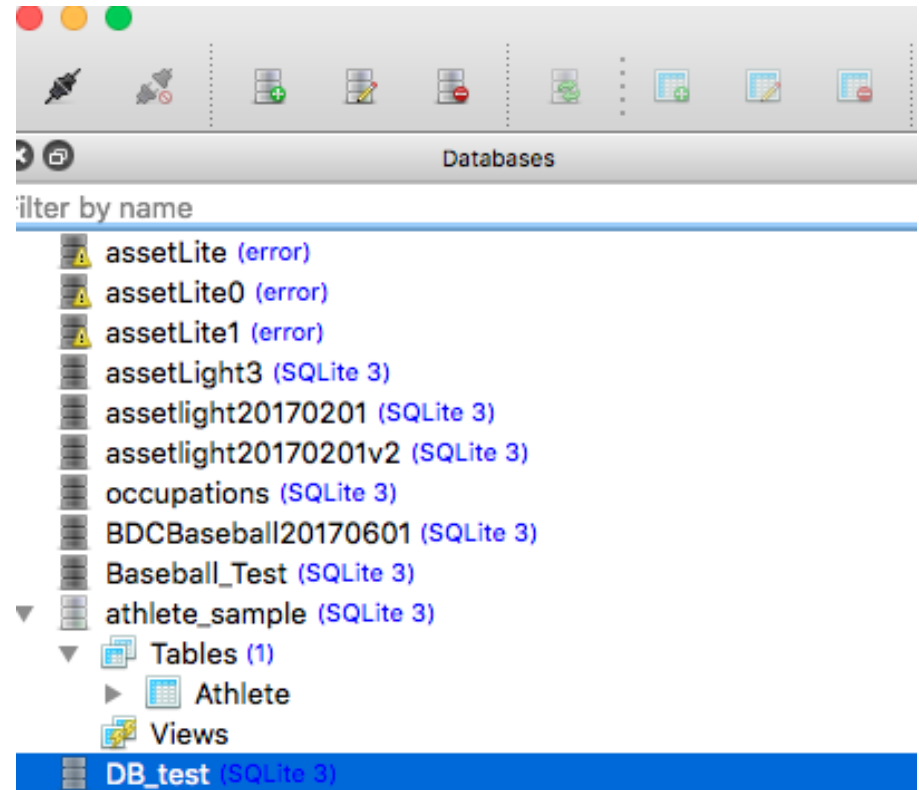 Databases
Filter by name
assetLite (error)
assetLite0 (error)
assetLite1 (error)
assetLight3 (SQLite 3)
assetlight20170201 (SQLite 3)
assetlight20170201v2 (SQLite 3)
occupations (SQLite 3)
BDCBaseball20170601 (SQLite 3)
Baseball_Test (SQLite 3)
athlete_sample (SQLite 3)
Tables (1)
Athlete
Views
DB_test (SQLite 3)